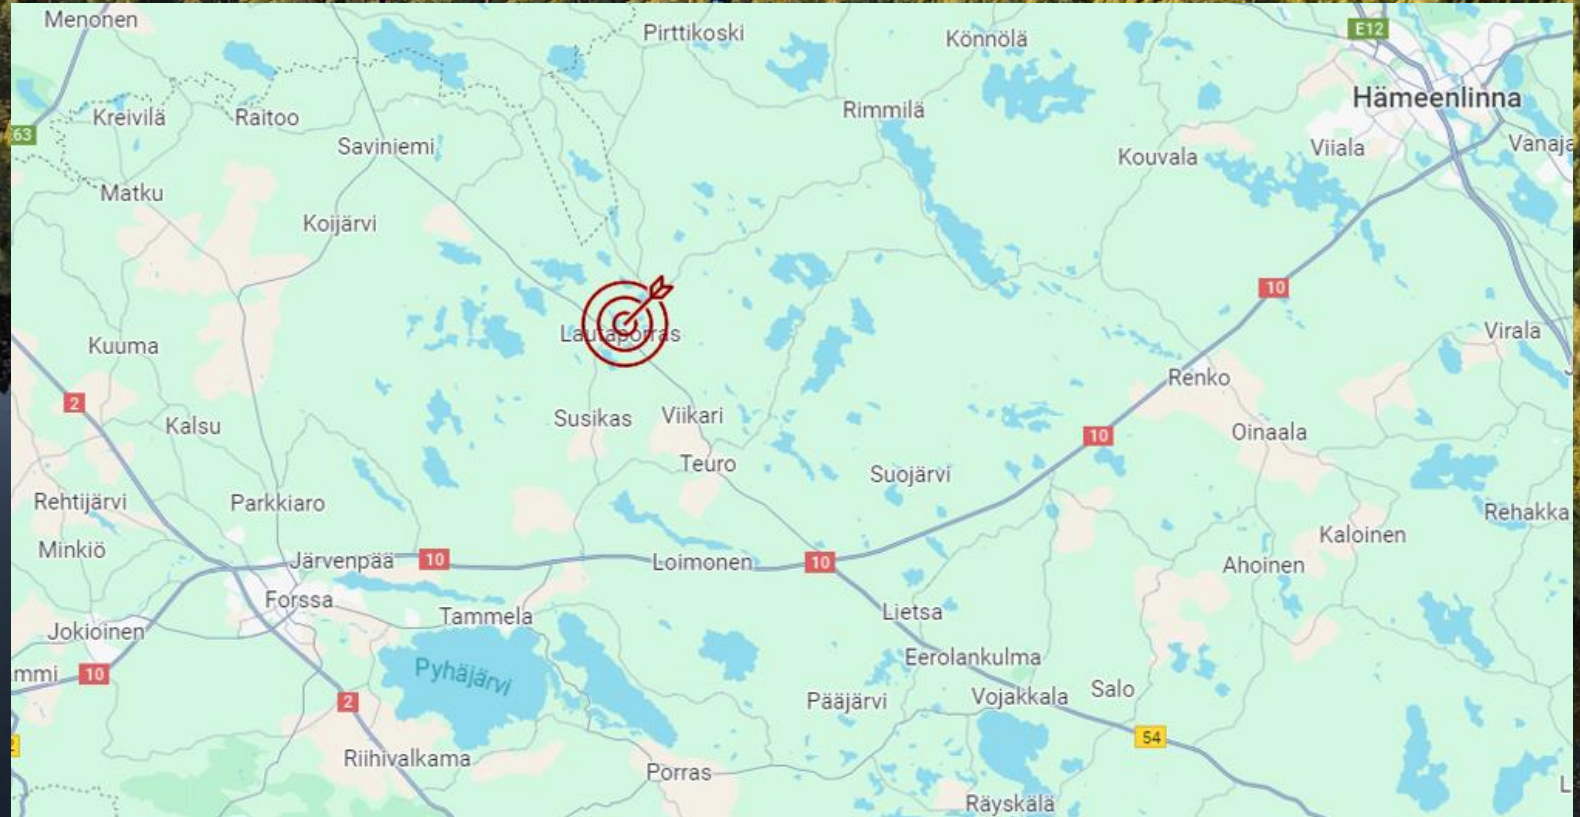 Menonen
Pirttikoski
Könnölä
E12
Hämeenlinna
Kreivilä
Raitoo
Rimmilä
63
Saviniemi
Kouvala
Viiala
Vanaja
Matku
Koijärvi
10
Lautaporras
Virala
Kuuma
Renko
2
Susikas
Viikari
Kalsu
10
Oinaala
Teuro
Suojärvi
Rehtijärvi
Parkkiaro
Rehakka
Kaloinen
Minkiö
Järvenpää
10
Loimonen
10
Ahoinen
Forssa
Tammela
Lietsa
Jokioinen
Eerolankulma
mmi
10
Pyhäjärvi
2
Pääjärvi
Vojakkala
Salo
54
Riihivalkama
Porras
Räyskälä